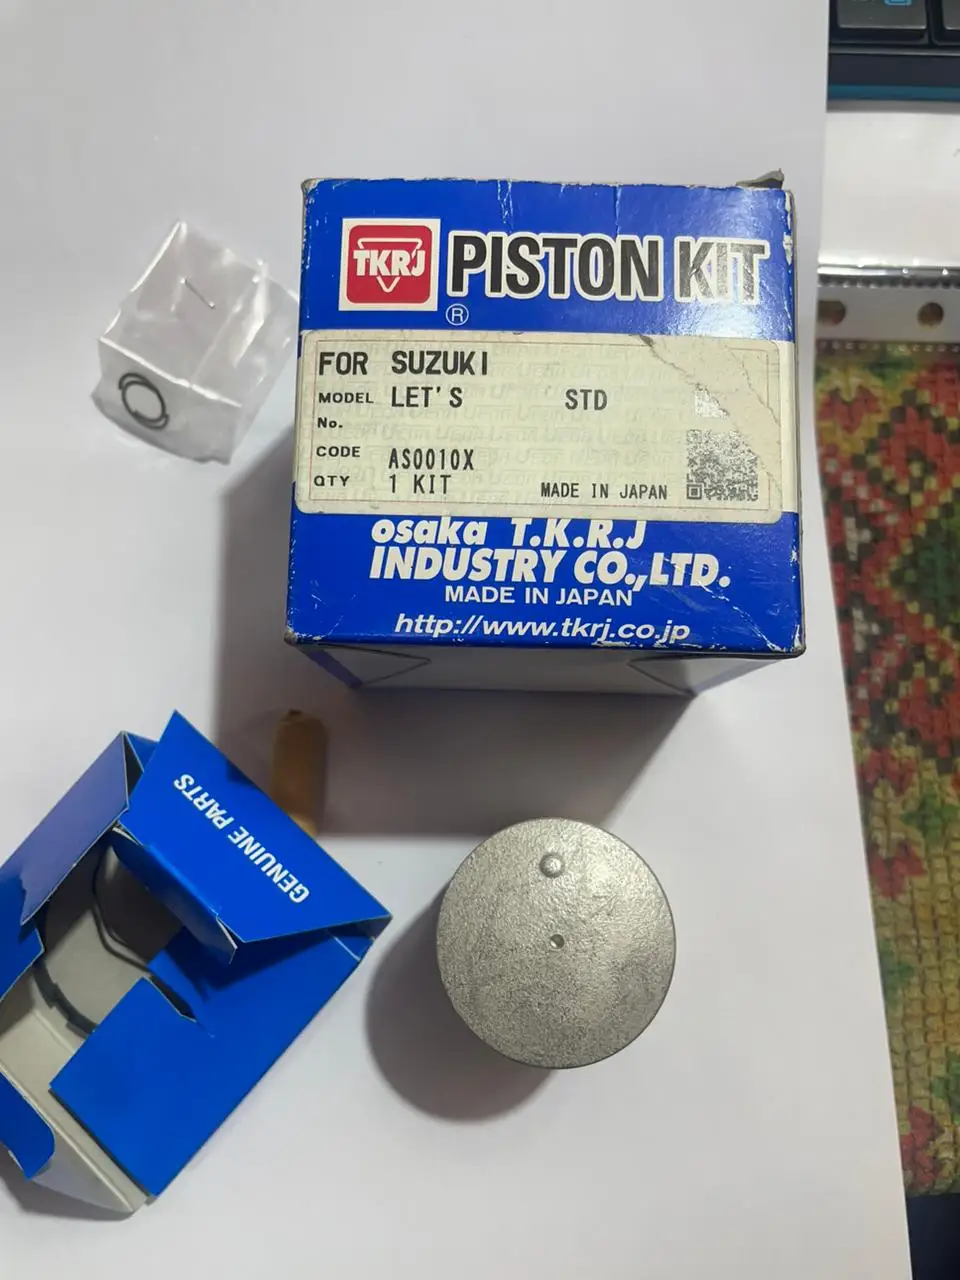 TKRJ PISTON KIT
®
FOR SUZUKI
MODEL LET'S STD
No.
CODE AS0010X
QTY 1 KIT MADE IN JAPAN
osaka T.K.R.J
INDUSTRY CO.,LTD.
MADE IN JAPAN
http://www.tkrj.co.jp
GENUINE PARTS